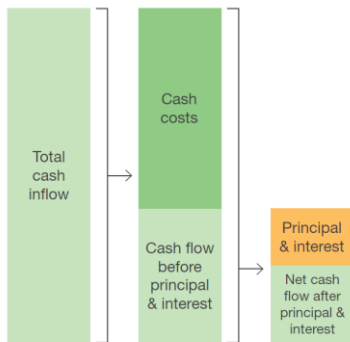 Total
cash
inflow
Cash
costs
Cash flow
before
principal
& interest
Principal
& interest
Net cash
flow after
principal &
interest